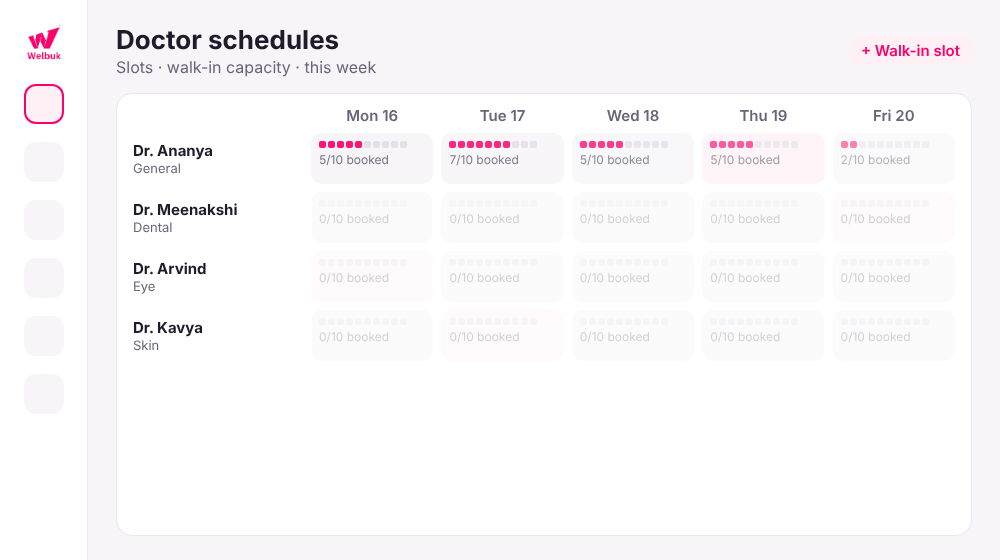 Welbuk
Doctor schedules
Slots · walk-in capacity · this week
+ Walk-in slot
Mon 16 Tue 17 Wed 18 Thu 19 Fri 20
Dr. Ananya
General
5/10 booked 7/10 booked 5/10 booked 5/10 booked 2/10 booked
Dr. Meenakshi
Dental
0/10 booked 0/10 booked 0/10 booked 0/10 booked 0/10 booked
Dr. Arvind
Eye
0/10 booked 0/10 booked 0/10 booked 0/10 booked 0/10 booked
Dr. Kavya
Skin
0/10 booked 0/10 booked 0/10 booked 0/10 booked 0/10 booked